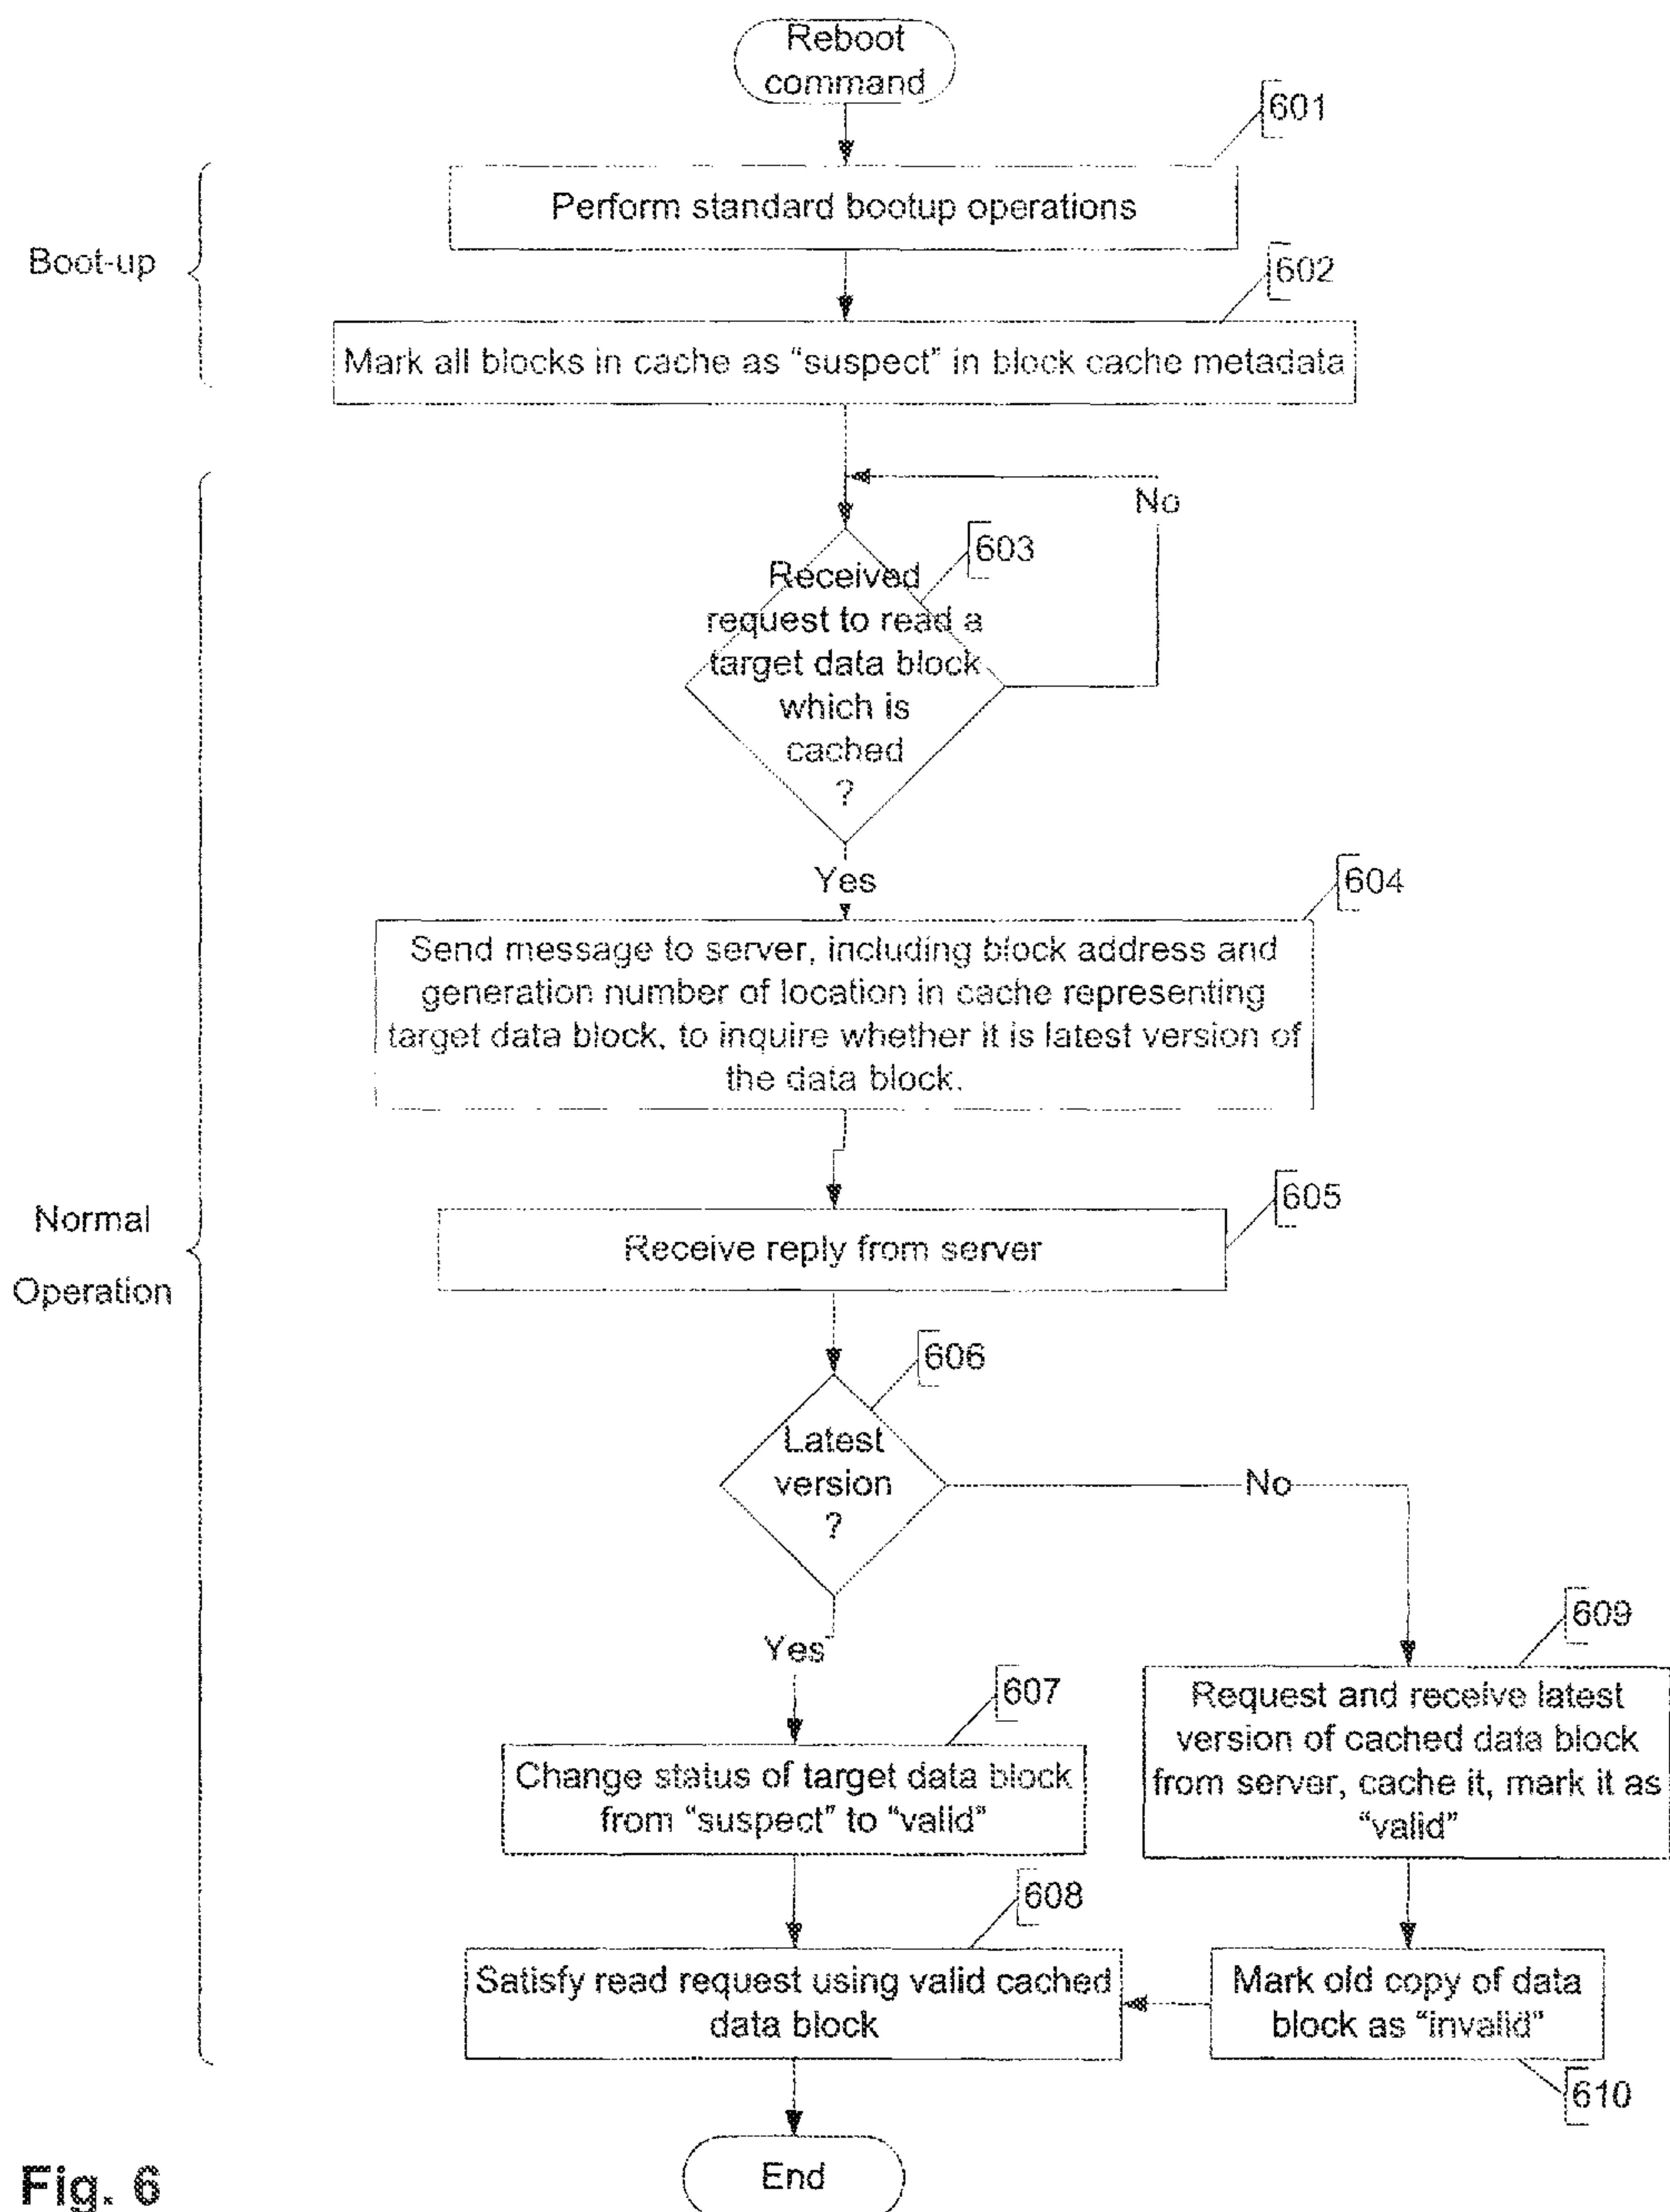 Reboot
command
601
Perform standard bootup operations
Boot-up
602
Mark all blocks in cache as “suspect” in block cache metadata
No
603
Received
request to read a
target data block
which is
cached
?
Yes
604
Send message to server, including block address and
generation number of location in cache representing
target data block, to inquire whether it is latest version of
the data block.
605
Normal
Operation
Receive reply from server
606
Latest
version
?
No
Yes
609
607
Request and receive latest
version of cached data block
from server, cache it, mark it as
“valid”
Change status of target data block
from “suspect” to “valid”
608
Satisfy read request using valid cached
data block
Mark old copy of data
block as “invalid”
610
End
Fig. 6